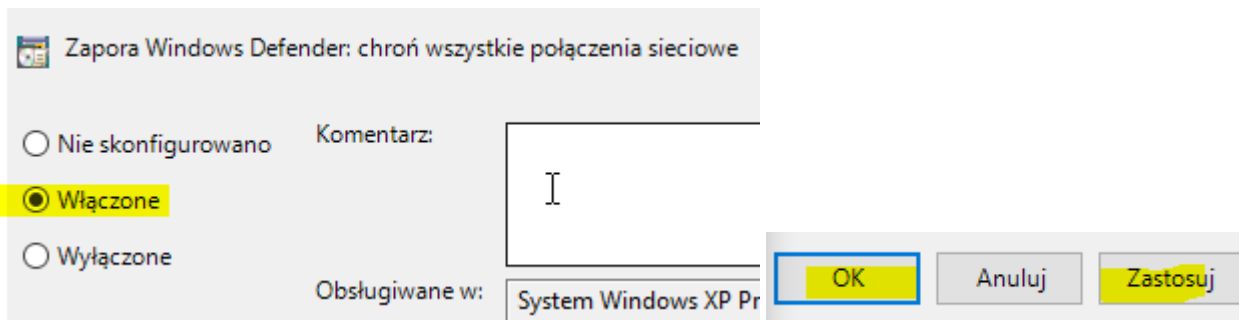 Zapora Windows Defender: chroń wszystkie połączenia sieciowe
Nie skonfigurowano
Komentarz:
Włączone
Wyłączone
Obsługiwane w:
System Windows XP
OK
Anuluj
Zastosuj